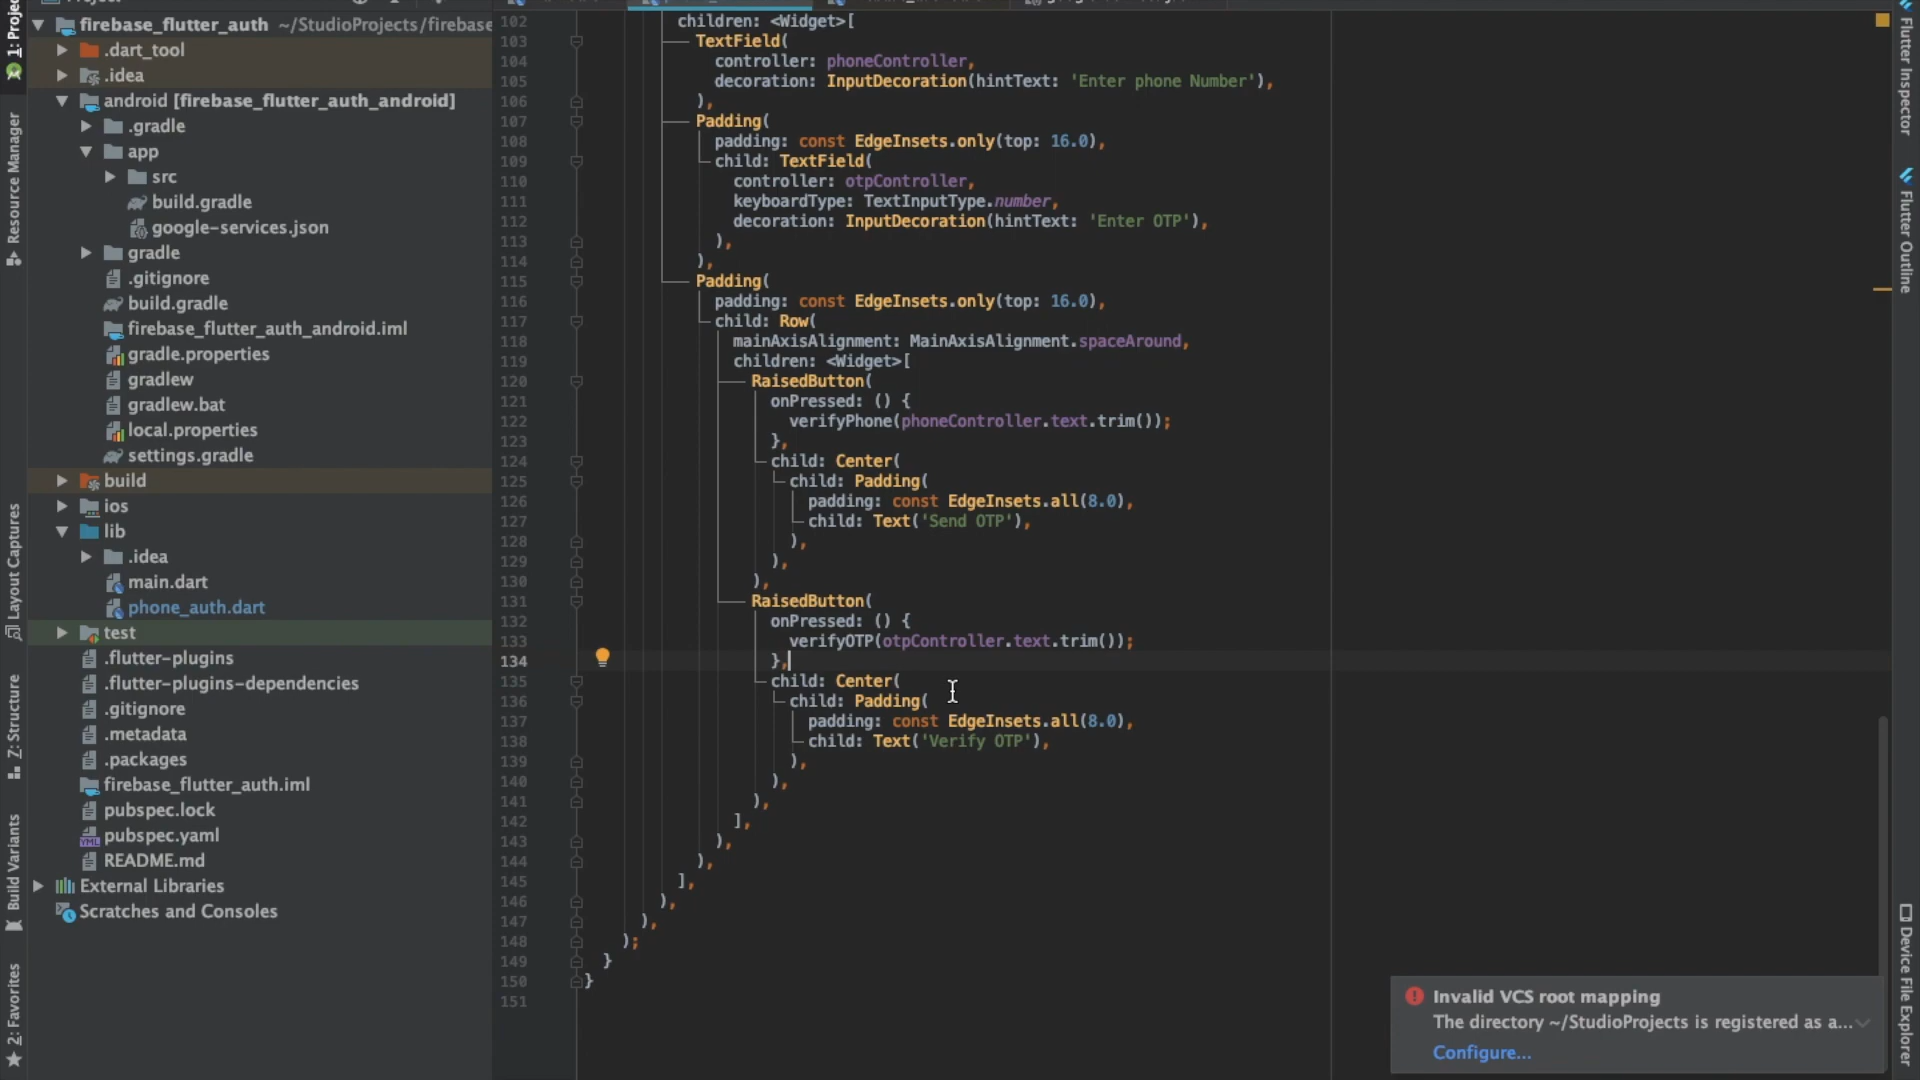 1: Project
Resource Manager
Layout Captures
Z: Structure
Build Variants
2: Favorites
firebase_flutter_auth ~/StudioProjects/firebase
.dart_tool
.idea
android [firebase_flutter_auth_android]
.gradle
app
src
build.gradle
google-services.json
gradle
.gitignore
build.gradle
firebase_flutter_auth_android.iml
gradle.properties
gradlew
gradlew.bat
local.properties
settings.gradle
build
ios
lib
.idea
main.dart
phone_auth.dart
test
.flutter-plugins
.flutter-plugins-dependencies
.gitignore
.metadata
.packages
firebase_flutter_auth.iml
pubspec.lock
pubspec.yaml
README.md
External Libraries
Scratches and Consoles
102 children: <Widget>[
103 TextField(
104 controller: phoneController,
105 decoration: InputDecoration(hintText: 'Enter phone Number'),
106 ),
107 Padding(
108 padding: const EdgeInsets.only(top: 16.0),
109 child: TextField(
110 controller: otpController,
111 keyboardType: TextInputType.number,
112 decoration: InputDecoration(hintText: 'Enter OTP'),
113 ),
114 ),
115 Padding(
116 padding: const EdgeInsets.only(top: 16.0),
117 child: Row(
118 mainAxisAlignment: MainAxisAlignment.spaceAround,
119 children: <Widget>[
120 RaisedButton(
121 onPressed: () {
122 verifyPhone(phoneController.text.trim());
123 },
124 child: Center(
125 child: Padding(
126 padding: const EdgeInsets.all(8.0),
127 child: Text('Send OTP'),
128 ),
129 ),
130 ),
131 RaisedButton(
132 onPressed: () {
133 verifyOTP(otpController.text.trim());
134 },
135 child: Center(
136 child: Padding(
137 padding: const EdgeInsets.all(8.0),
138 child: Text('Verify OTP'),
139 ),
140 ),
141 ),
142 ],
143 ),
144 ),
145 ],
146 ),
147 ),
148 );
149 }
150 }
151
Flutter Inspector
Flutter Outline
Device File Explorer
Invalid VCS root mapping
The directory ~/StudioProjects is registered as a...
Configure...